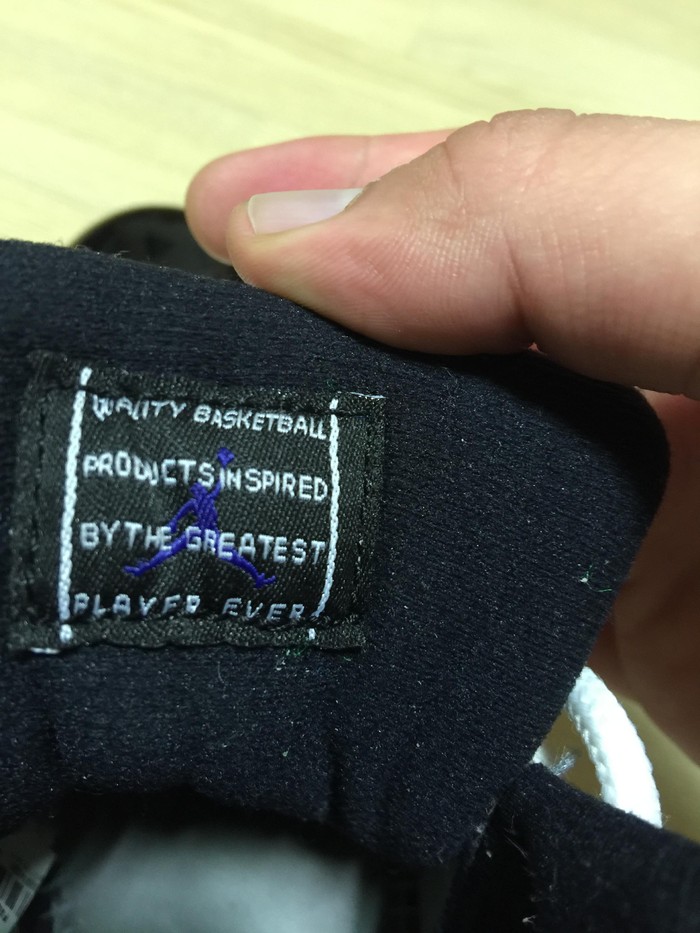 QUALITY BASKETBALL
PRODUCTS INSPIRED
BY THE GREATEST
PLAYER EVER